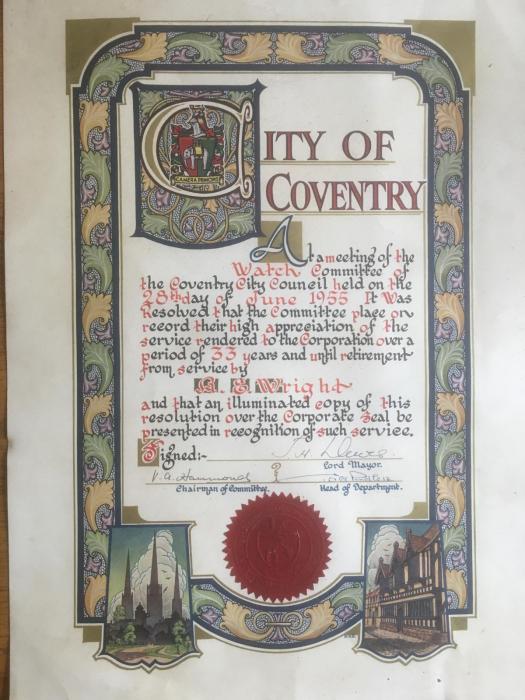 CITY OF
COVENTRY
CAMERA PRINCIPIS
At a meeting of the
Watch Committee of
the Coventry City Council held on the
28th day of June 1955 It Was
Resolved that the Committee place on
record their high appreciation of the
service rendered to the Corporation over a
period of 33 years and until retirement
from service by
E. Wright
and that an illuminated copy of this
resolution over the Corporate Seal be
presented in recognition of such service.
Signed:- T. H. Dewes.
Lord Mayor.
V. A. Hammond
Chairman of Committee. Head of Department.